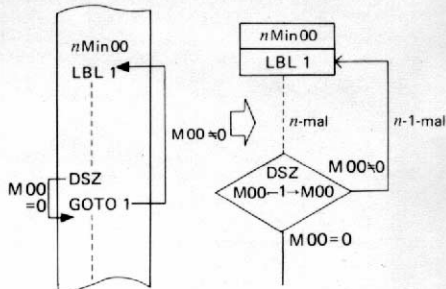 nMin00
LBL 1
M00≒0
DSZ
M00
=0
GOTO 1
nMin00
LBL 1
n-mal
n-1-mal
M00≒0
DSZ
M00−1→M00
M00=0